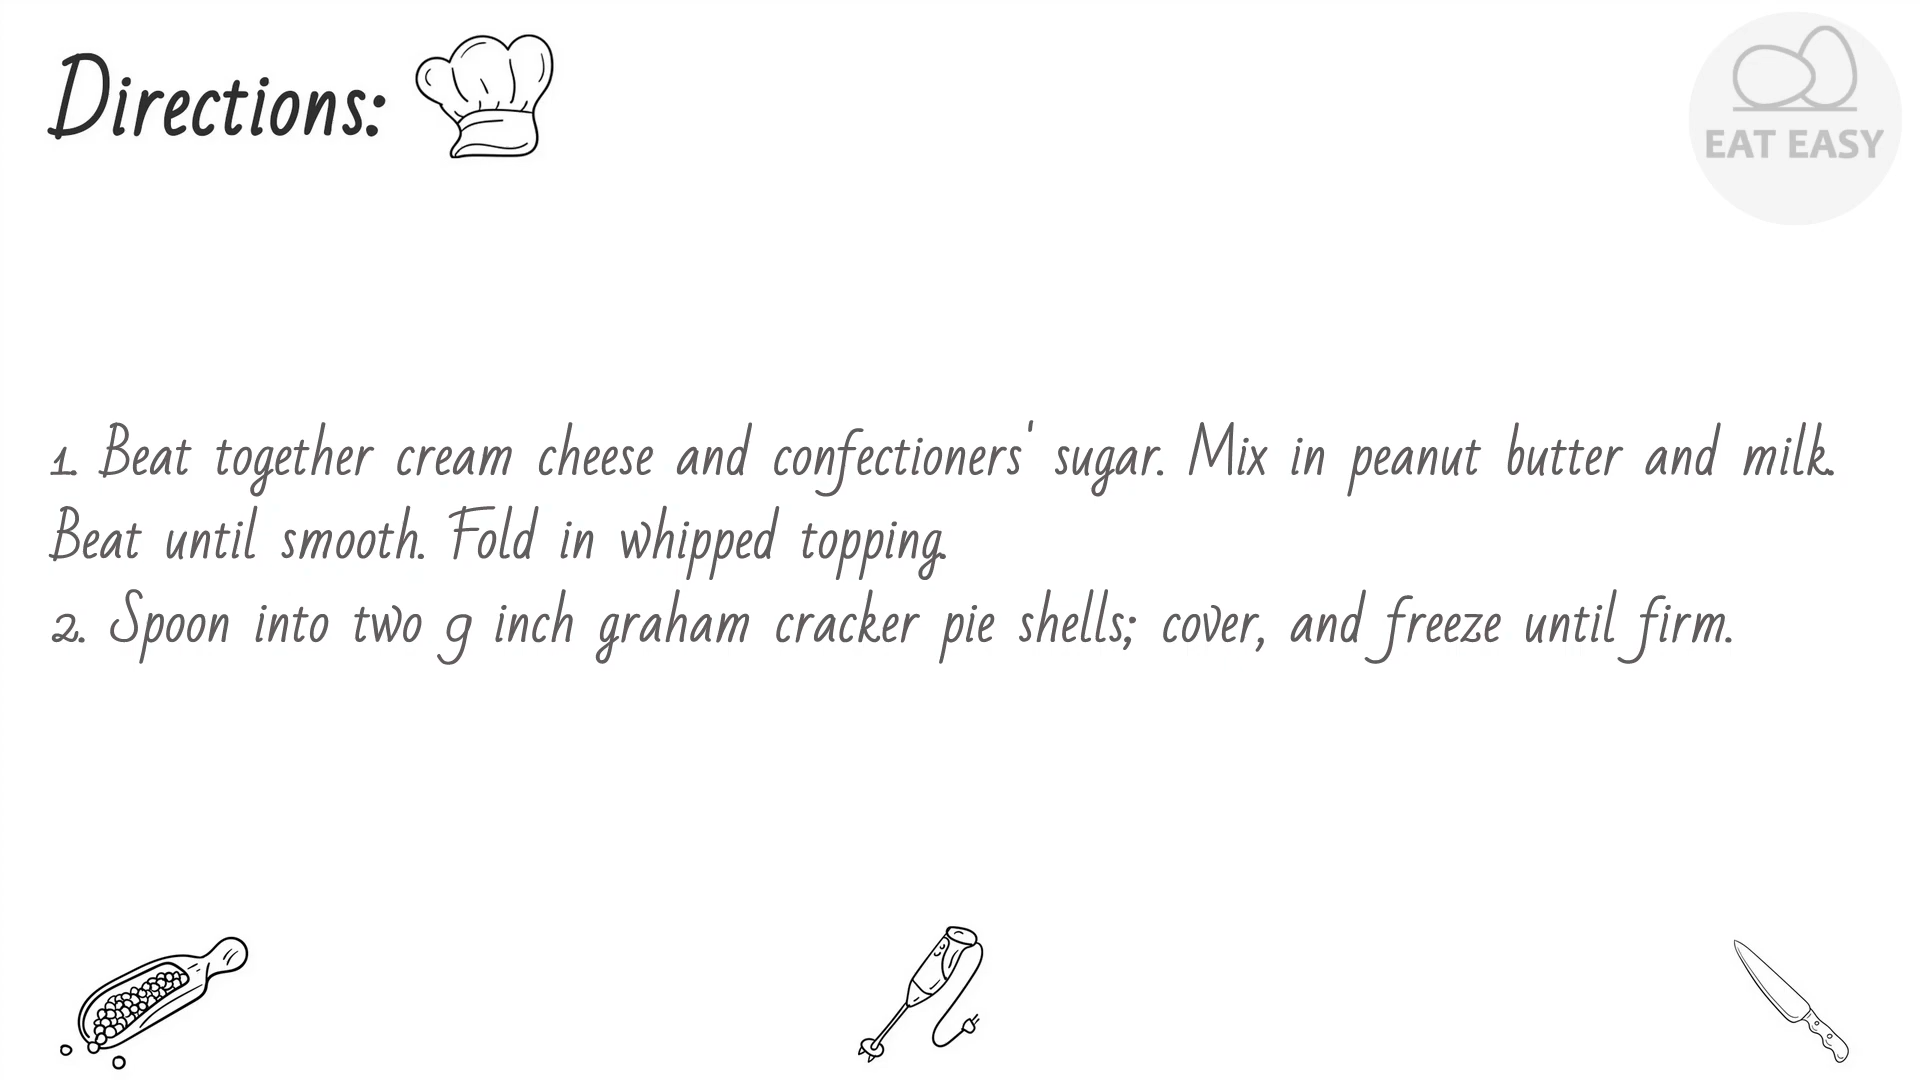 Directions:
EAT EASY
1. Beat together cream cheese and confectioners' sugar. Mix in peanut butter and milk.
Beat until smooth. Fold in whipped topping.
2. Spoon into two 9 inch graham cracker pie shells; cover, and freeze until firm.